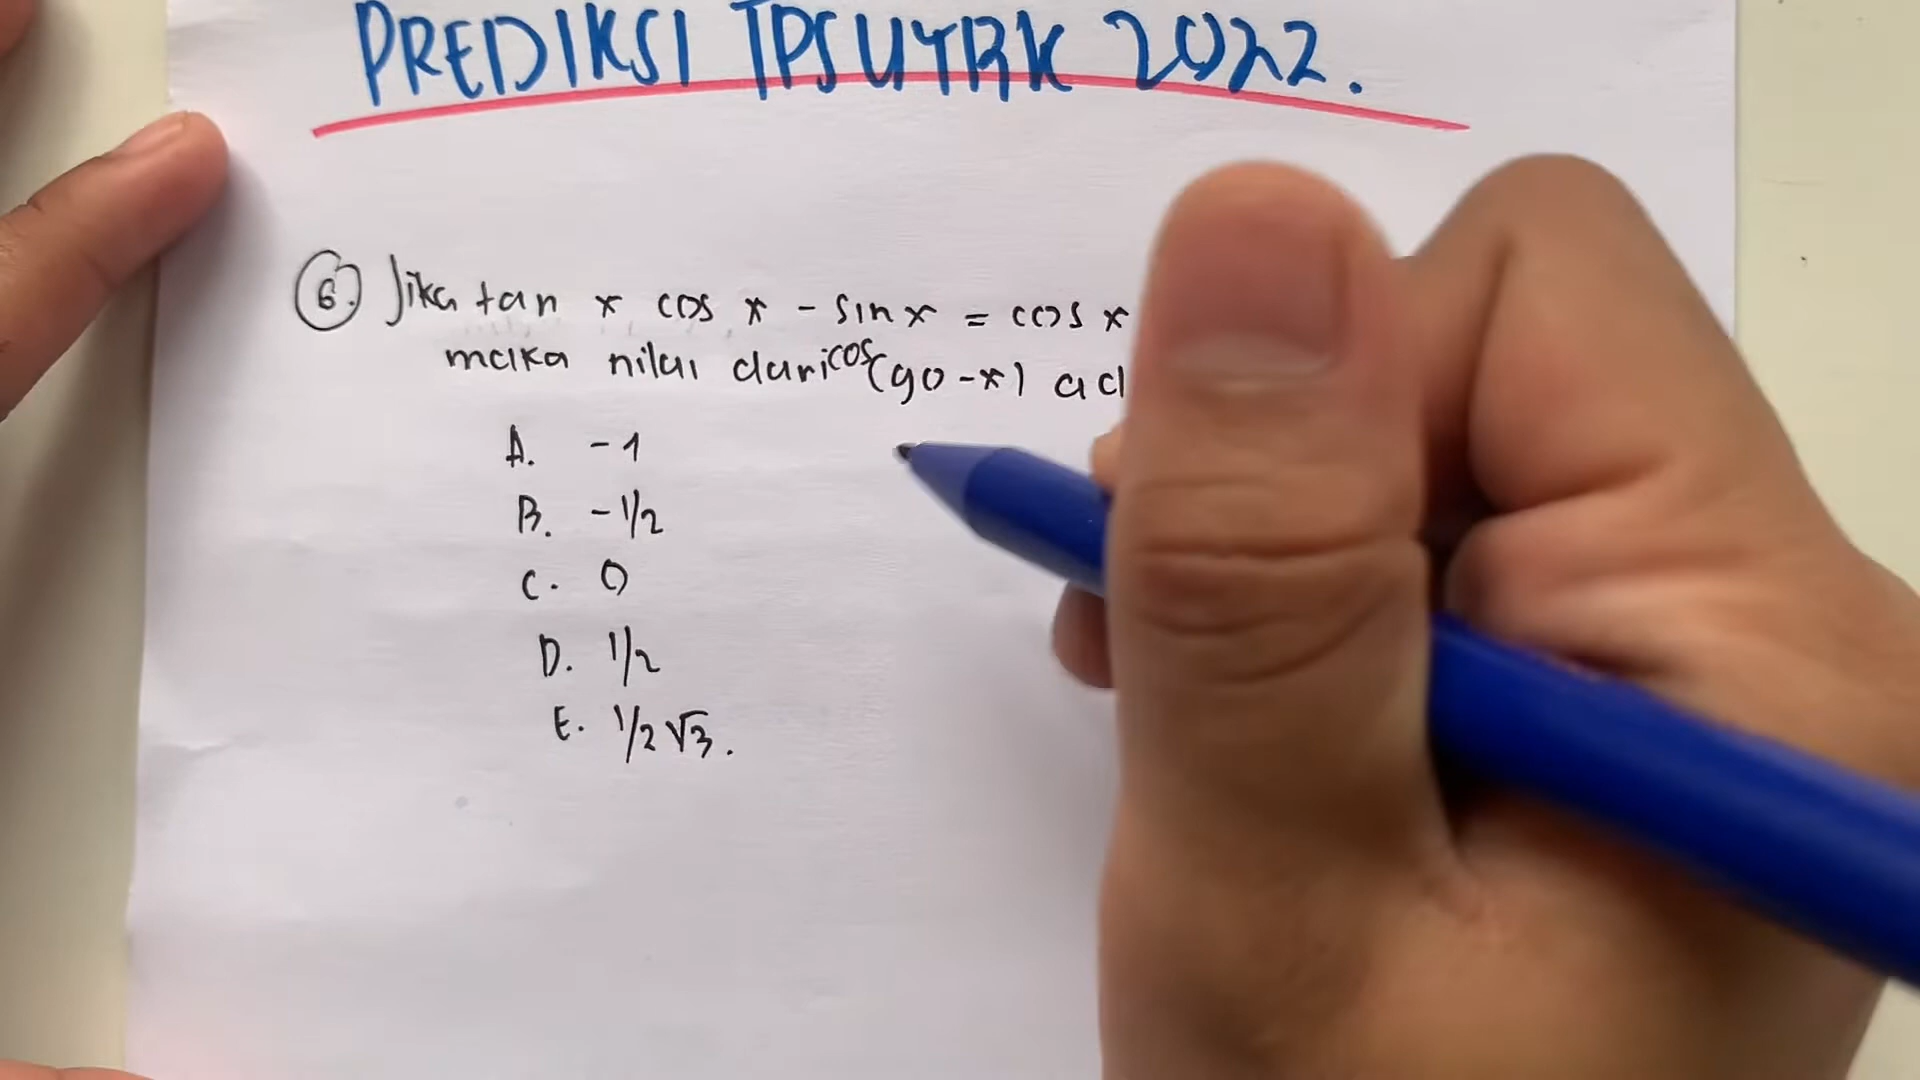 PREDIKSI TPS UTBK 2022.
6. Jika tan x cos x - sin x = cos x
maka nilai dari cos (90 - x) ad
A. -1
B. -1/2
C. 0
D. 1/2
E. 1/2 √3.